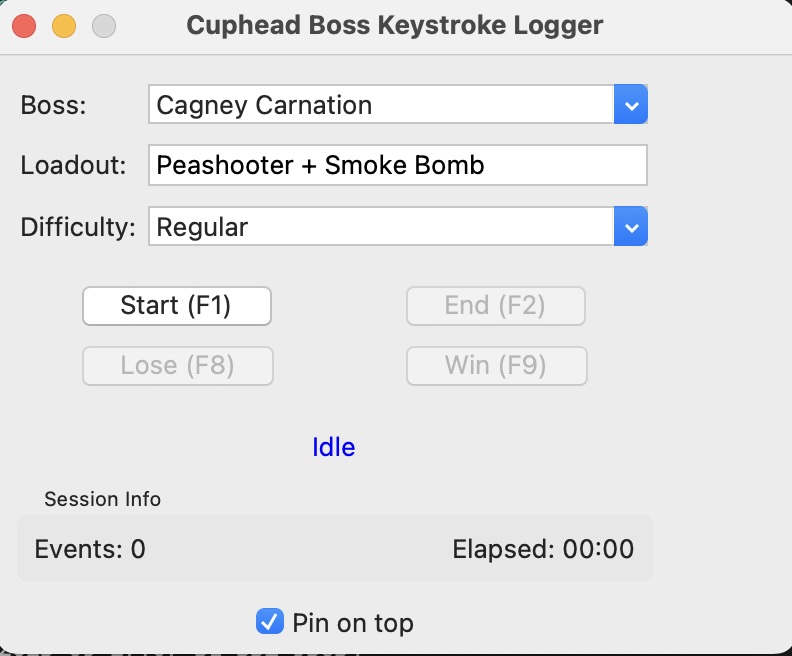 Cuphead Boss Keystroke Logger
Boss: Cagney Carnation
Loadout: Peashooter + Smoke Bomb
Difficulty: Regular
Start (F1) End (F2)
Lose (F8) Win (F9)
Idle
Session Info
Events: 0 Elapsed: 00:00
Pin on top